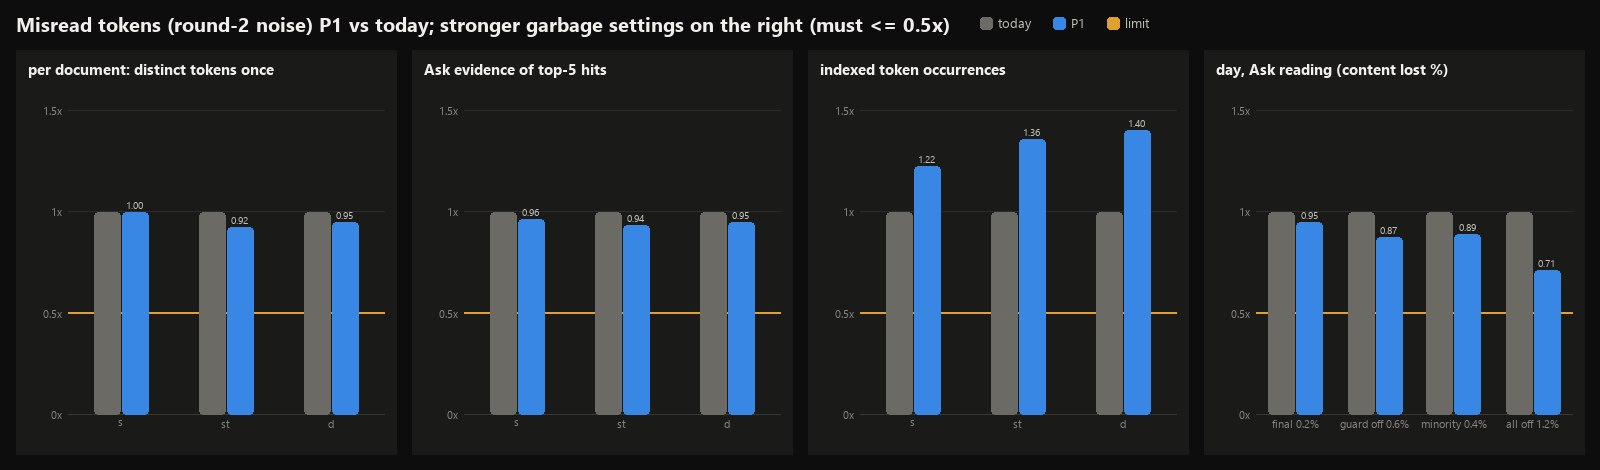 Misread tokens (round-2 noise) P1 vs today; stronger garbage settings on the right (must <= 0.5x)
today P1 limit
per document: distinct tokens once
1.5x
1x
0.5x
0x
1.00
0.92
0.95
s st d
Ask evidence of top-5 hits
1.5x
1x
0.5x
0x
0.96
0.94
0.95
s st d
indexed token occurrences
1.5x
1x
0.5x
0x
1.22
1.36
1.40
s st d
day, Ask reading (content lost %)
1.5x
1x
0.5x
0x
0.95
0.87
0.89
0.71
final 0.2% guard off 0.6% minority 0.4% all off 1.2%